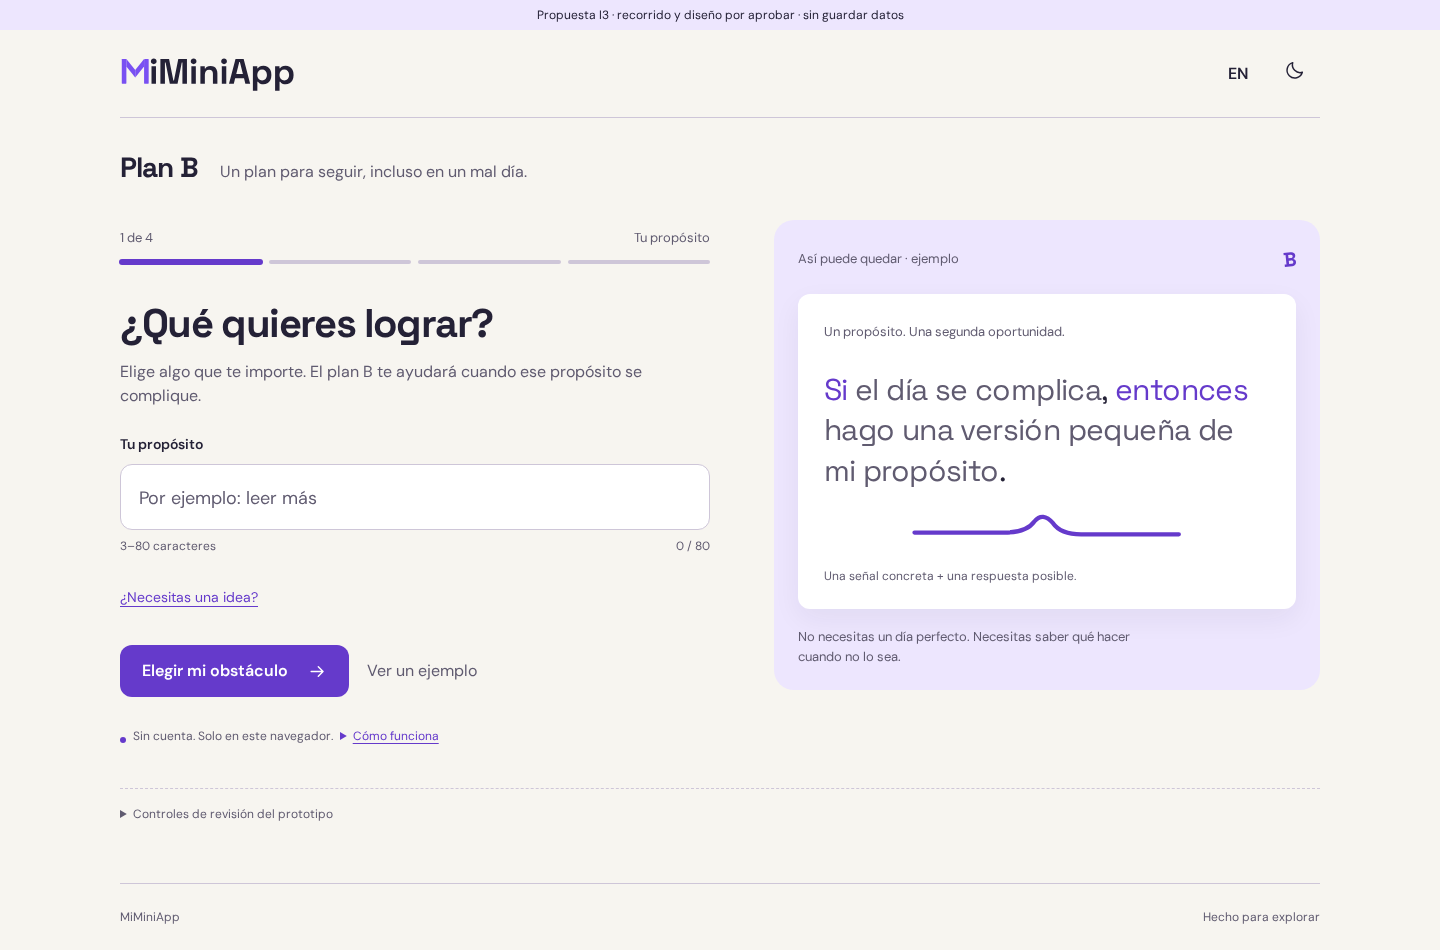 Propuesta I3 · recorrido y diseño por aprobar · sin guardar datos
MiMiniApp
EN
Plan B
Un plan para seguir, incluso en un mal día.
1 de 4
Tu propósito
¿Qué quieres lograr?
Elige algo que te importe. El plan B te ayudará cuando ese propósito se
complique.
Tu propósito
Por ejemplo: leer más
3–80 caracteres
0 / 80
¿Necesitas una idea?
Elegir mi obstáculo →
Ver un ejemplo
Sin cuenta. Solo en este navegador.
Cómo funciona
Así puede quedar · ejemplo
B
Un propósito. Una segunda oportunidad.
Si el día se complica, entonces
hago una versión pequeña de
mi propósito.
Una señal concreta + una respuesta posible.
No necesitas un día perfecto. Necesitas saber qué hacer
cuando no lo sea.
Controles de revisión del prototipo
MiMiniApp
Hecho para explorar